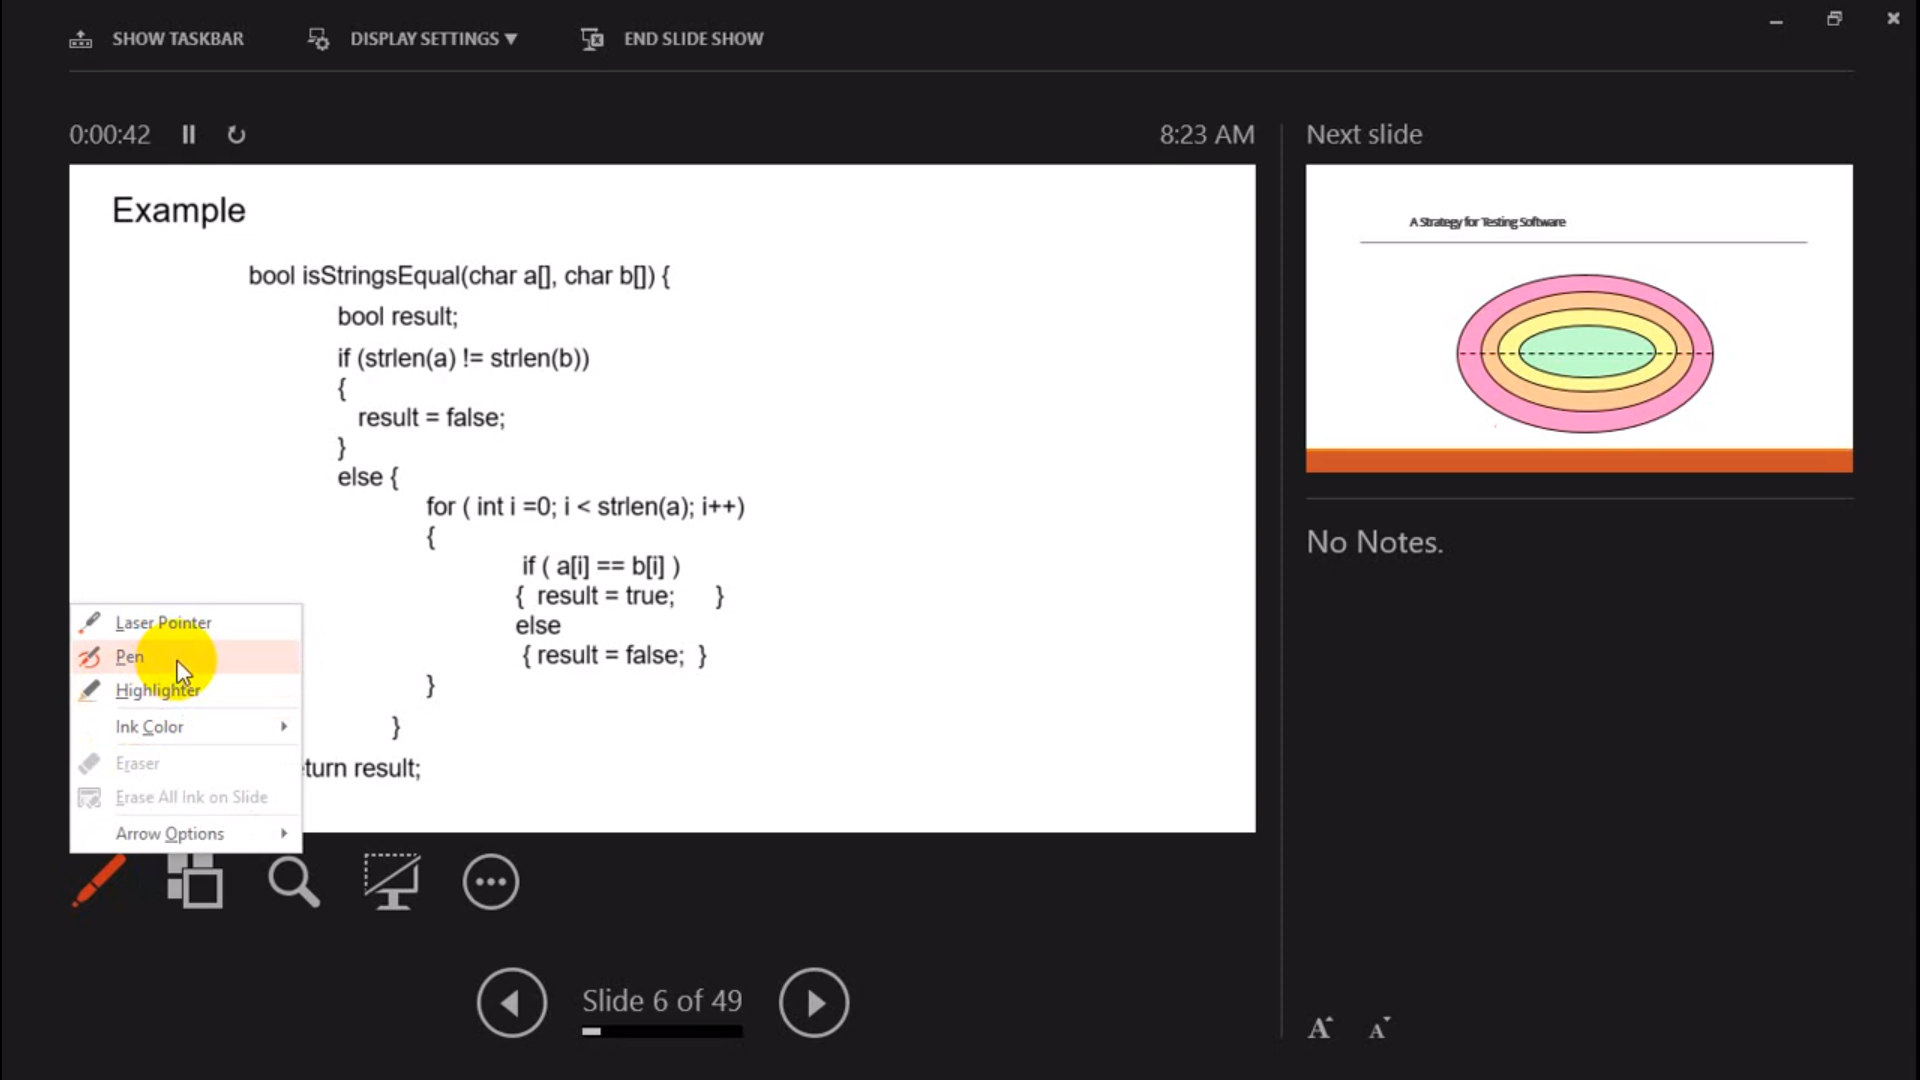 SHOW TASKBAR
DISPLAY SETTINGS ▼
END SLIDE SHOW
0:00:42
8:23 AM
Next slide
Example
bool isStringsEqual(char a[], char b[]) {
bool result;
if (strlen(a) != strlen(b))
{
result = false;
}
else {
for ( int i =0; i < strlen(a); i++)
{
if ( a[i] == b[i] )
{ result = true; }
else
{ result = false; }
}
}
turn result;
Laser Pointer
Pen
Highlighter
Ink Color
Eraser
Erase All Ink on Slide
Arrow Options
A Strategy for Testing Software
No Notes.
Slide 6 of 49
A A